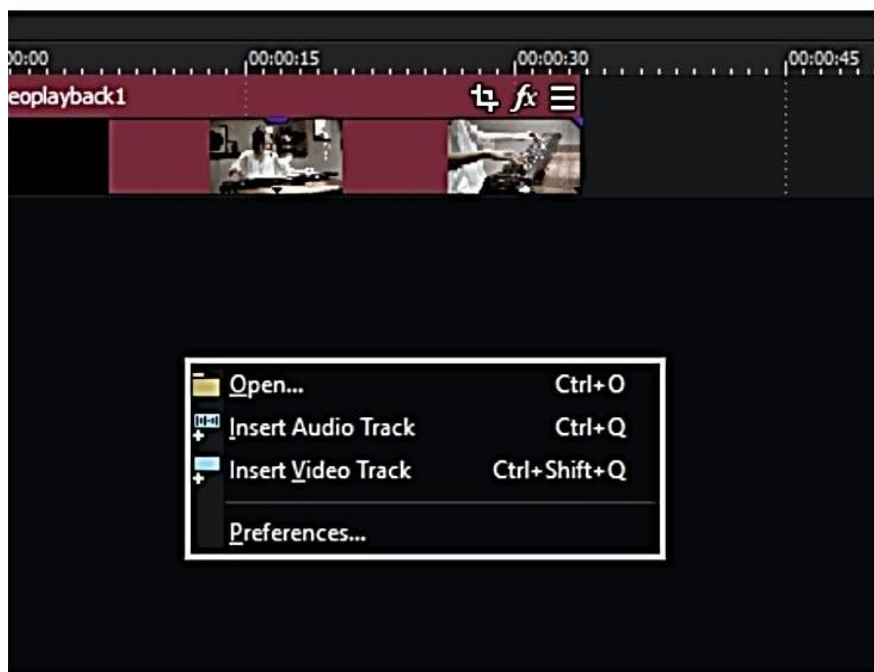 00:00 00:00:15 00:00:30 00:00:45
eoplayback1 fx
Open... Ctrl+O
Insert Audio Track Ctrl+Q
Insert Video Track Ctrl+Shift+Q
Preferences...